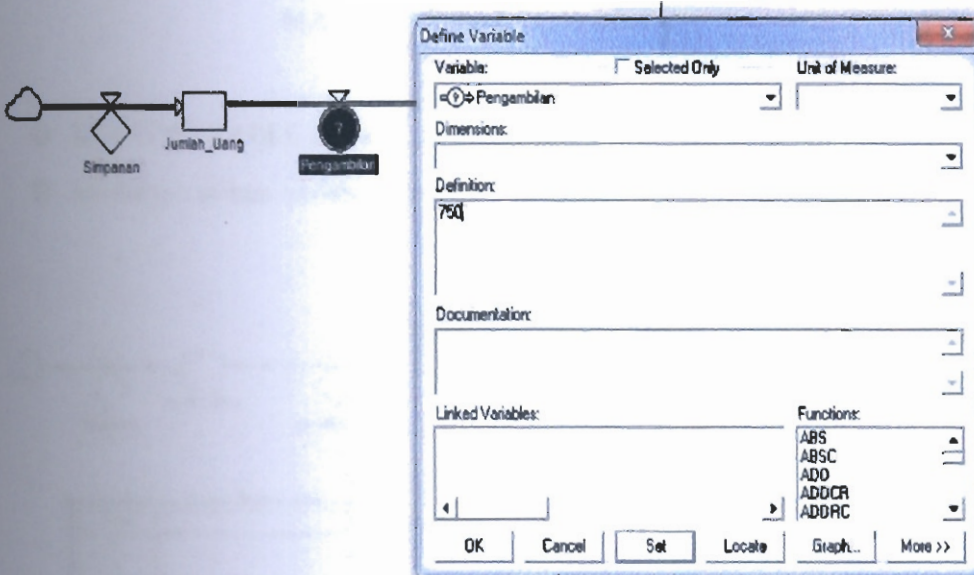 Simpanan
Jumlah_Uang
?
Pengambilan
Define Variable
x
Variable:
Selected Only
Unit of Measure:
?
Pengambilan
Dimensions:
Definition:
750
Documentation:
Linked Variables:
Functions:
ABS
ABSC
ADD
ADDCR
ADDRC
OK
Cancel
Set
Locate
Graph...
More >>